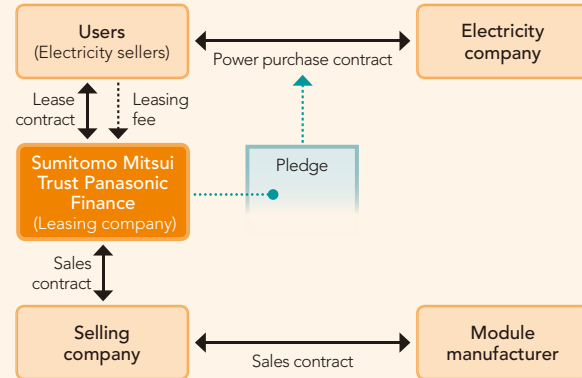 Users
(Electricity sellers)
Electricity
company
Power purchase contract
Lease
contract
Leasing
fee
Sumitomo Mitsui
Trust Panasonic
Finance
(Leasing company)
Pledge
Sales
contract
Selling
company
Module
manufacturer
Sales contract